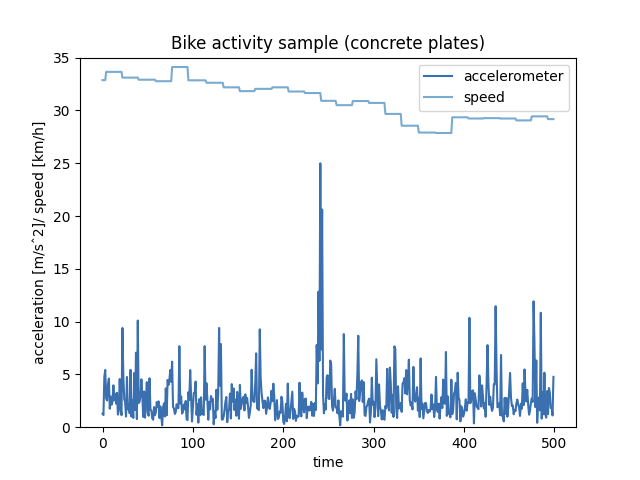 Bike activity sample (concrete plates)
accelerometer
speed
35
30
25
20
15
10
5
0
acceleration [m/sˆ2]/ speed [km/h]
0
100
200
300
400
500
time